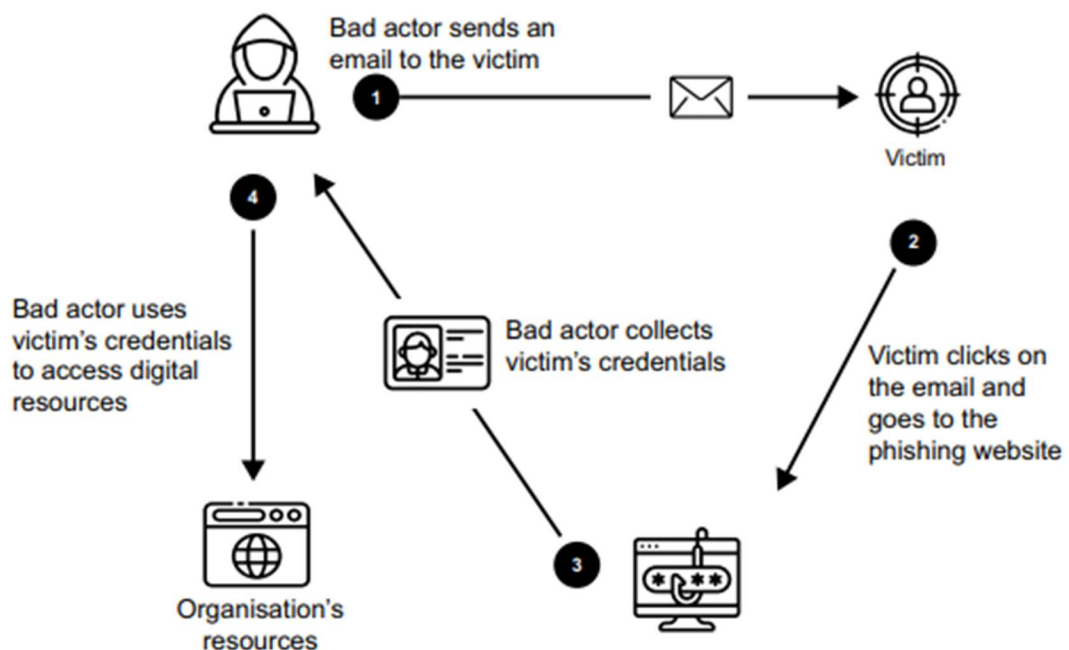 Bad actor sends an
email to the victim
1
Victim
2
Victim clicks on
the email and
goes to the
phishing website
3
Bad actor collects
victim's credentials
4
Bad actor uses
victim's credentials
to access digital
resources
Organisation's
resources